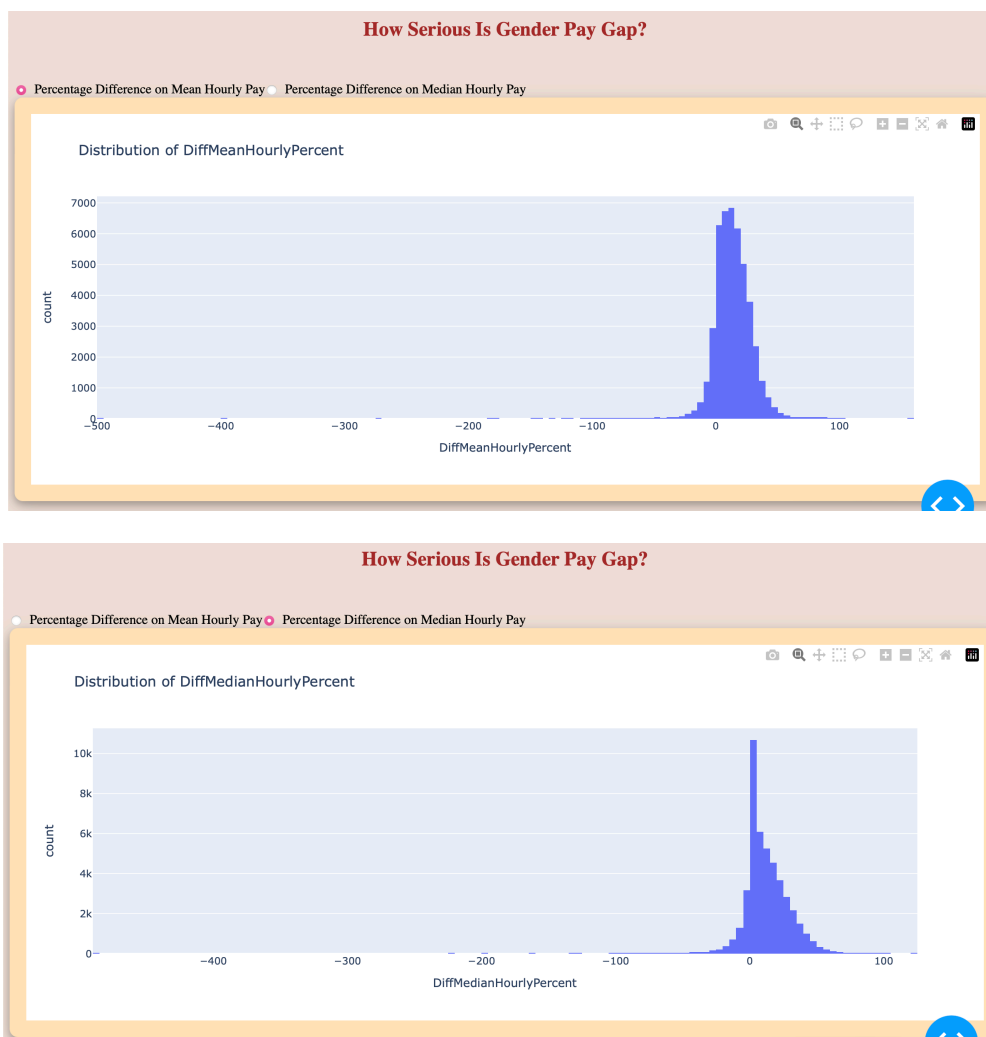 How Serious Is Gender Pay Gap?
Percentage Difference on Mean Hourly Pay Percentage Difference on Median Hourly Pay
Distribution of DiffMeanHourlyPercent
7000
6000
5000
4000
3000
2000
1000
0
count
−500 −400 −300 −200 −100 0 100
DiffMeanHourlyPercent
How Serious Is Gender Pay Gap?
Percentage Difference on Mean Hourly Pay Percentage Difference on Median Hourly Pay
Distribution of DiffMedianHourlyPercent
10k
8k
6k
4k
2k
0
count
−400 −300 −200 −100 0 100
DiffMedianHourlyPercent